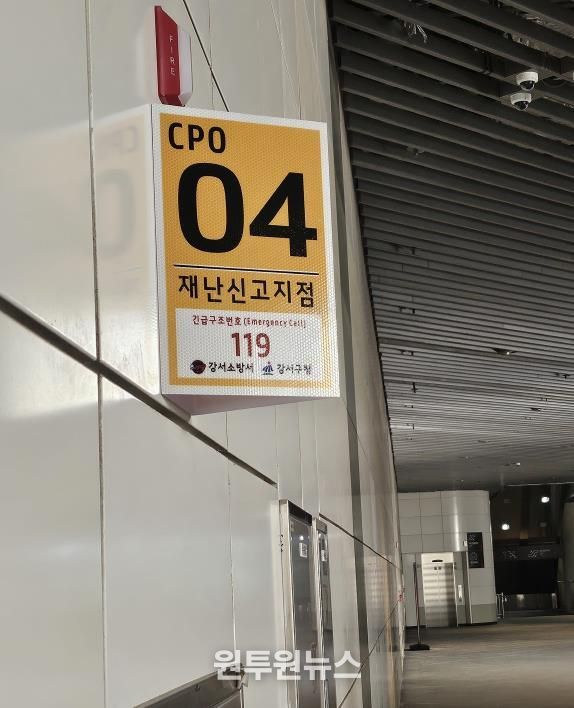 FIRE
CPO
04
재난신고지점
긴급구조번호 (Emergency Call)
119
강서소방서 강서구청
원투원뉴스